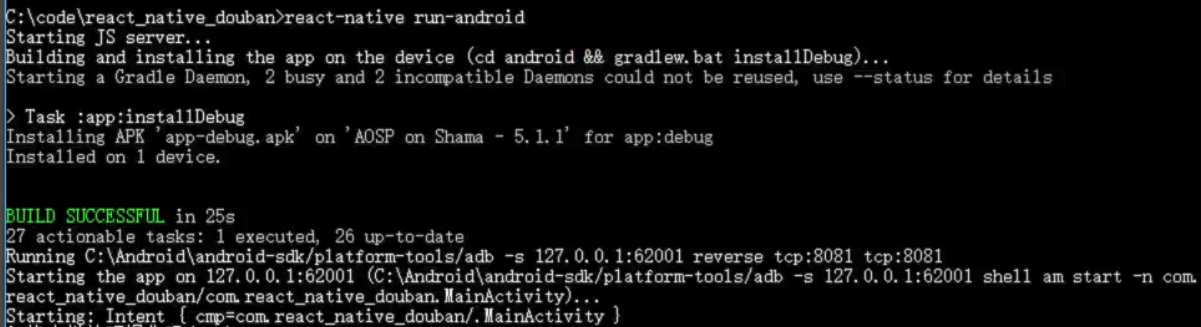 C:\code\react_native_douban>react-native run-android
Starting JS server...
Building and installing the app on the device (cd android && gradlew.bat installDebug)...
Starting a Gradle Daemon, 2 busy and 2 incompatible Daemons could not be reused, use --status for details
> Task :app:installDebug
Installing APK 'app-debug.apk' on 'AOSP on Shama - 5.1.1' for app:debug
Installed on 1 device.
BUILD SUCCESSFUL in 25s
27 actionable tasks: 1 executed, 26 up-to-date
Running C:\Android\android-sdk/platform-tools/adb -s 127.0.0.1:62001 reverse tcp:8081 tcp:8081
Starting the app on 127.0.0.1:62001 (C:\Android\android-sdk/platform-tools/adb -s 127.0.0.1:62001 shell am start -n com.
react_native_douban/com.react_native_douban.MainActivity)...
Starting: Intent { cmp=com.react_native_douban/.MainActivity }